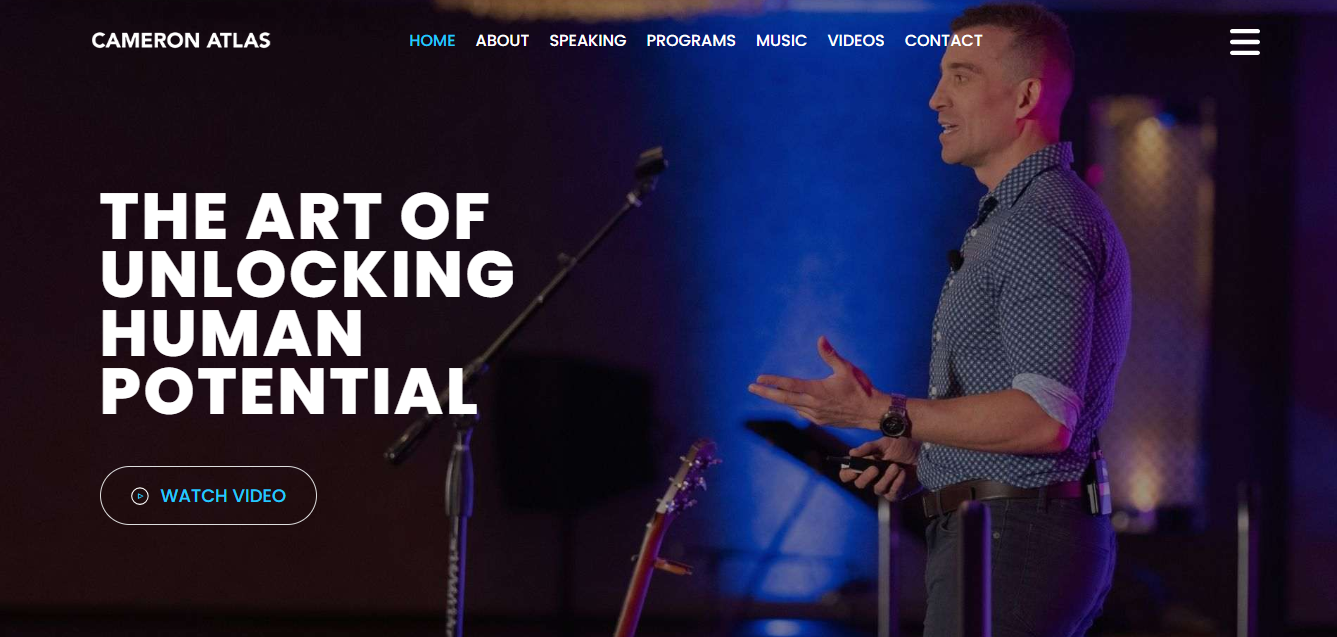 CAMERON ATLAS
HOME ABOUT SPEAKING PROGRAMS MUSIC VIDEOS CONTACT
THE ART OF
UNLOCKING
HUMAN
POTENTIAL
WATCH VIDEO